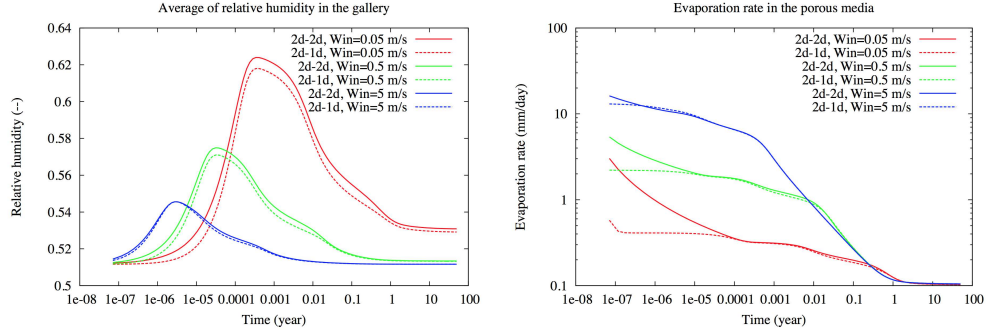 Average of relative humidity in the gallery
Relative humidity (--)
0.64
0.62
0.6
0.58
0.56
0.54
0.52
0.5
2d-2d, Win=0.05 m/s
2d-1d, Win=0.05 m/s
2d-2d, Win=0.5 m/s
2d-1d, Win=0.5 m/s
2d-2d, Win=5 m/s
2d-1d, Win=5 m/s
1e-08 1e-07 1e-06 1e-05 0.0001 0.001 0.01 0.1 1 10 100
Time (year)
Evaporation rate in the porous media
Evaporation rate (mm/day)
100
10
1
0.1
2d-2d, Win=0.05 m/s
2d-1d, Win=0.05 m/s
2d-2d, Win=0.5 m/s
2d-1d, Win=0.5 m/s
2d-2d, Win=5 m/s
2d-1d, Win=5 m/s
1e-08 1e-07 1e-06 1e-05 0.0001 0.001 0.01 0.1 1 10 100
Time (year)